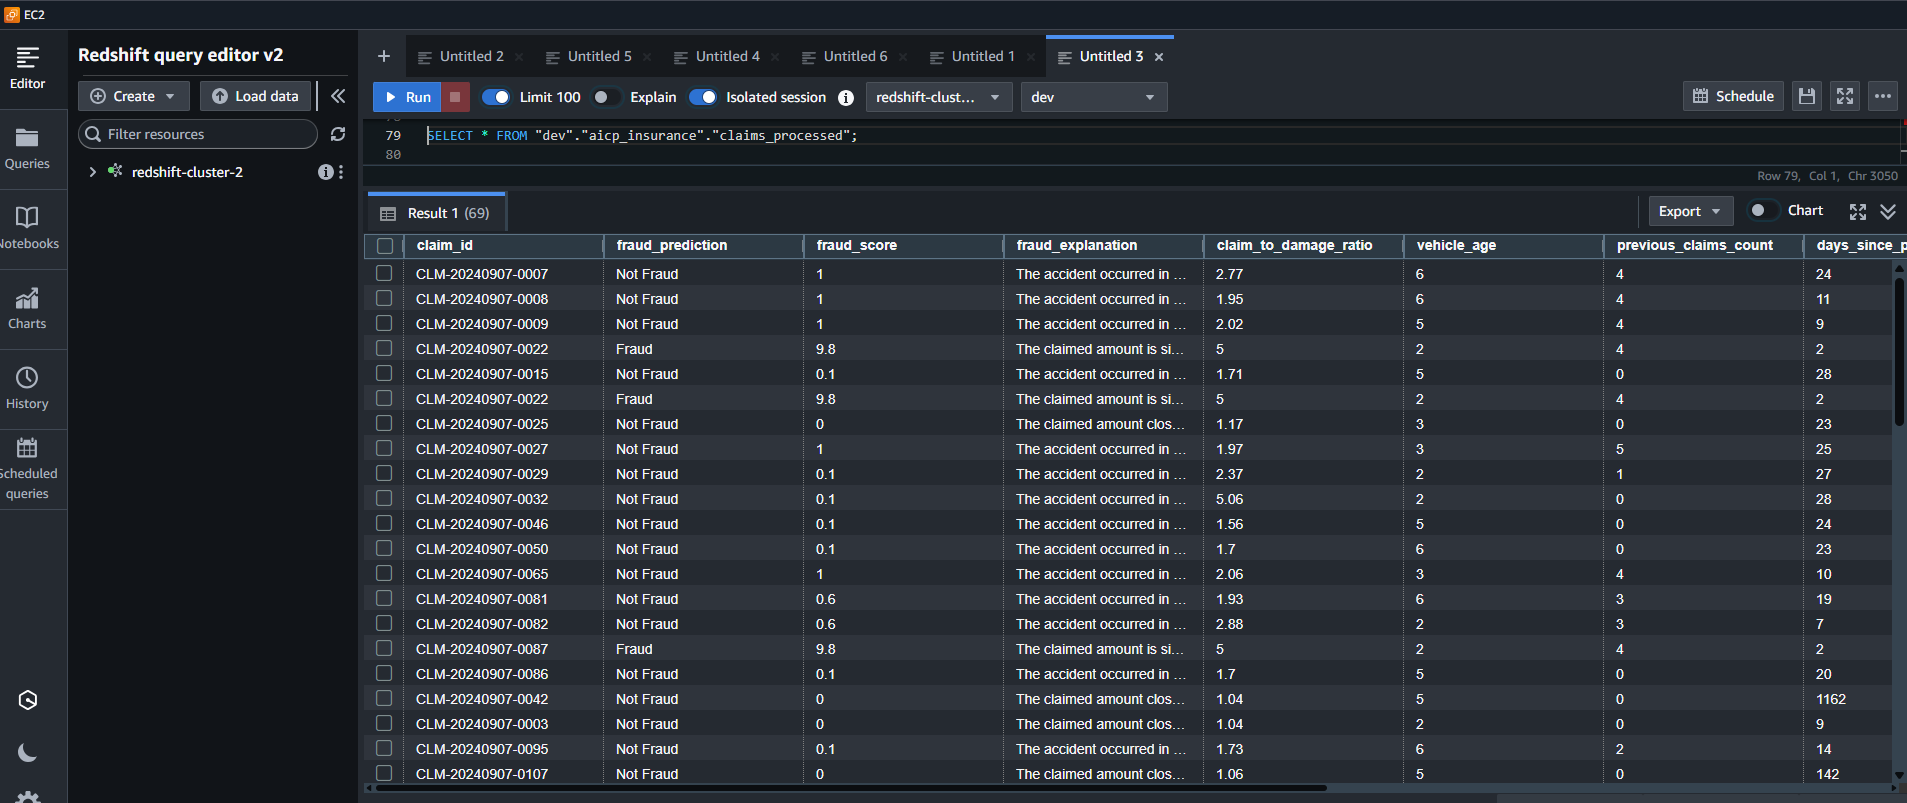 EC2
Editor
Queries
Notebooks
Charts
History
Scheduled
queries
Redshift query editor v2
Create
Load data
Filter resources
redshift-cluster-2
Untitled 2
Untitled 5
Untitled 4
Untitled 6
Untitled 1
Untitled 3
Run
Limit 100
Explain
Isolated session
redshift-clust...
dev
Schedule
79 SELECT * FROM "dev"."aicp_insurance"."claims_processed";
80
Row 79, Col 1, Chr 3050
Result 1 (69)
Export
Chart
claim_id fraud_prediction fraud_score fraud_explanation claim_to_damage_ratio vehicle_age previous_claims_count days_since_p
CLM-20240907-0007 Not Fraud 1 The accident occurred in ... 2.77 6 4 24
CLM-20240907-0008 Not Fraud 1 The accident occurred in ... 1.95 6 4 11
CLM-20240907-0009 Not Fraud 1 The accident occurred in ... 2.02 5 4 9
CLM-20240907-0022 Fraud 9.8 The claimed amount is si... 5 2 4 2
CLM-20240907-0015 Not Fraud 0.1 The accident occurred in ... 1.71 5 0 28
CLM-20240907-0022 Fraud 9.8 The claimed amount is si... 5 2 4 2
CLM-20240907-0025 Not Fraud 0 The claimed amount clos... 1.17 3 0 23
CLM-20240907-0027 Not Fraud 1 The accident occurred in ... 1.97 3 5 25
CLM-20240907-0029 Not Fraud 0.1 The accident occurred in ... 2.37 2 1 27
CLM-20240907-0032 Not Fraud 0.1 The accident occurred in ... 5.06 2 0 28
CLM-20240907-0046 Not Fraud 0.1 The accident occurred in ... 1.56 5 0 24
CLM-20240907-0050 Not Fraud 0.1 The accident occurred in ... 1.7 6 0 23
CLM-20240907-0065 Not Fraud 1 The accident occurred in ... 2.06 3 4 10
CLM-20240907-0081 Not Fraud 0.6 The accident occurred in ... 1.93 6 3 19
CLM-20240907-0082 Not Fraud 0.6 The accident occurred in ... 2.88 2 3 7
CLM-20240907-0087 Fraud 9.8 The claimed amount is si... 5 2 4 2
CLM-20240907-0086 Not Fraud 0.1 The accident occurred in ... 1.7 5 0 20
CLM-20240907-0042 Not Fraud 0 The claimed amount clos... 1.04 5 0 1162
CLM-20240907-0003 Not Fraud 0 The claimed amount clos... 1.04 2 0 9
CLM-20240907-0095 Not Fraud 0.1 The accident occurred in ... 1.73 6 2 14
CLM-20240907-0107 Not Fraud 0 The claimed amount clos... 1.06 5 0 142